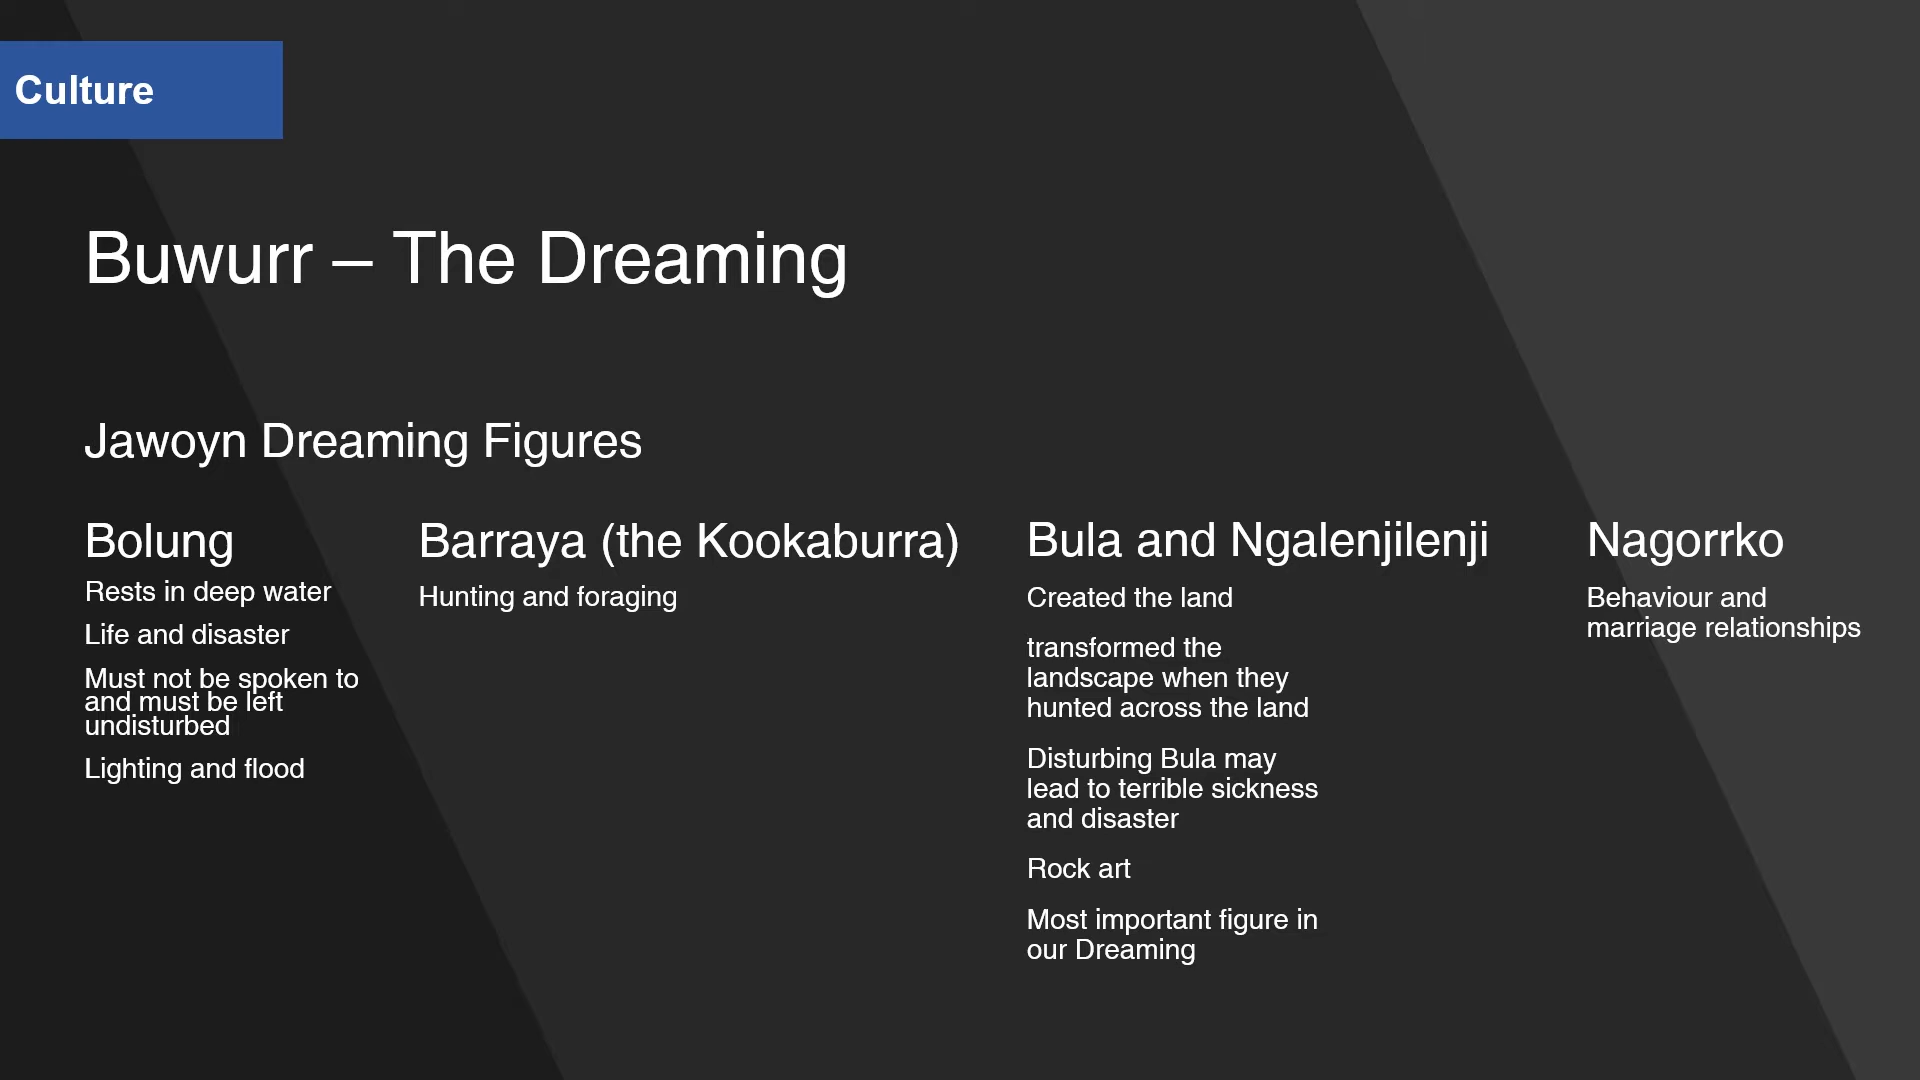 Culture
Buwurr – The Dreaming
Jawoyn Dreaming Figures
Bolung
Rests in deep water
Life and disaster
Must not be spoken to
and must be left
undisturbed
Lighting and flood
Barraya (the Kookaburra)
Hunting and foraging
Bula and Ngalenjilenji
Created the land
transformed the
landscape when they
hunted across the land
Disturbing Bula may
lead to terrible sickness
and disaster
Rock art
Most important figure in
our Dreaming
Nagorrko
Behaviour and
marriage relationships